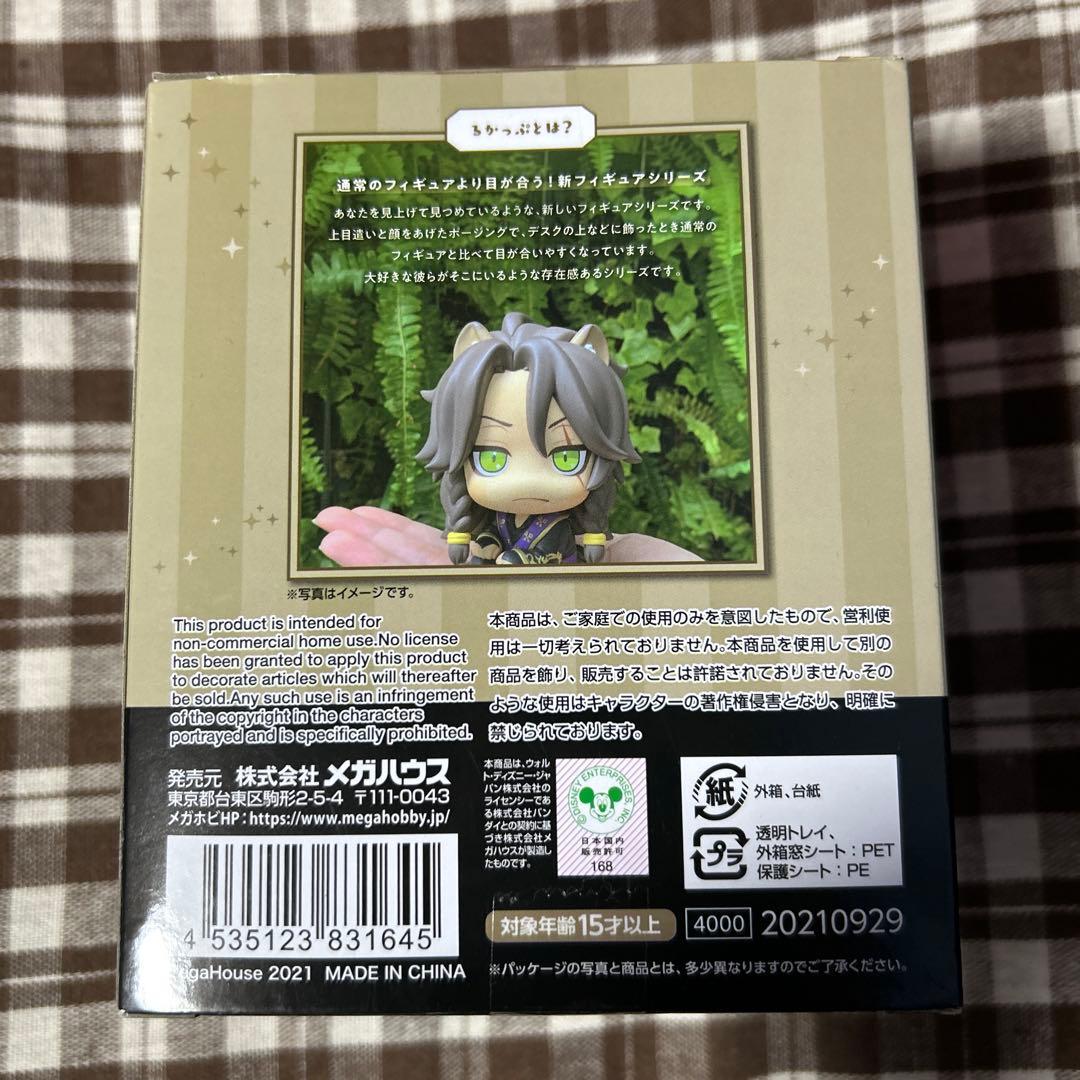 るかっぷとは?
通常のフィギュアより目が合う!新フィギュアシリーズ
あなたを見上げて見つめているような、新しいフィギュアシリーズです。
上目遣いと顔をあげたポージングで、デスクの上などに飾ったとき通常の
フィギュアと比べて目が合いやすくなっています。
大好きな彼らがそこにいるような存在感あるシリーズです。
※写真はイメージです。
This product is intended for
non-commercial home use.No license
has been granted to apply this product
to decorate articles which will thereafter
be sold.Any such use is an infringement
of the copyright in the characters
portrayed and is specifically prohibited.
本商品は、ご家庭での使用のみを意図したもので、営利使
用は一切考えられておりません。本商品を使用して別の
商品を飾り、販売することは許諾されておりません。その
ような使用はキャラクターの著作権侵害となり、明確に
禁じられております。
発売元 株式会社メガハウス
東京都台東区駒形2-5-4 〒111-0043
メガホビHP:https://www.megahobby.jp/
4 535123 831645
egaHouse 2021 MADE IN CHINA
本商品は、ウォル
ト・ディズニー・ジャ
パン株式会社の
ライセンシーであ
る株式会社バン
ダイとの契約に基
づき株式会社メ
ガハウスが製造し
たものです。
©DISNEY ENTERPRISES, INC.
日本国内
販売許可
168
紙
外箱、台紙
プラ
透明トレイ、
外箱窓シート:PET
保護シート:PE
対象年齢15才以上
4000 20210929
※パッケージの写真と商品とは、多少異なりますのでご了承ください。